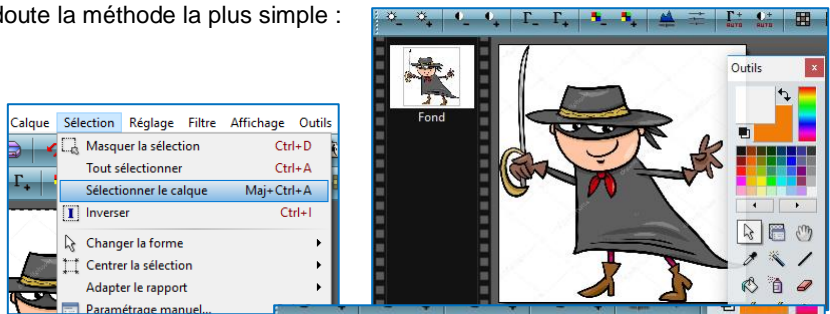 doute la méthode la plus simple :
Calque Sélection Réglage Filtre Affichage Outils
Masquer la sélection Ctrl+D
Tout sélectionner Ctrl+A
Sélectionner le calque Maj+Ctrl+A
Inverser Ctrl+I
Changer la forme
Centrer la sélection
Adapter le rapport
Paramétrage manuel...
Fond
Outils
AUTO AUTO